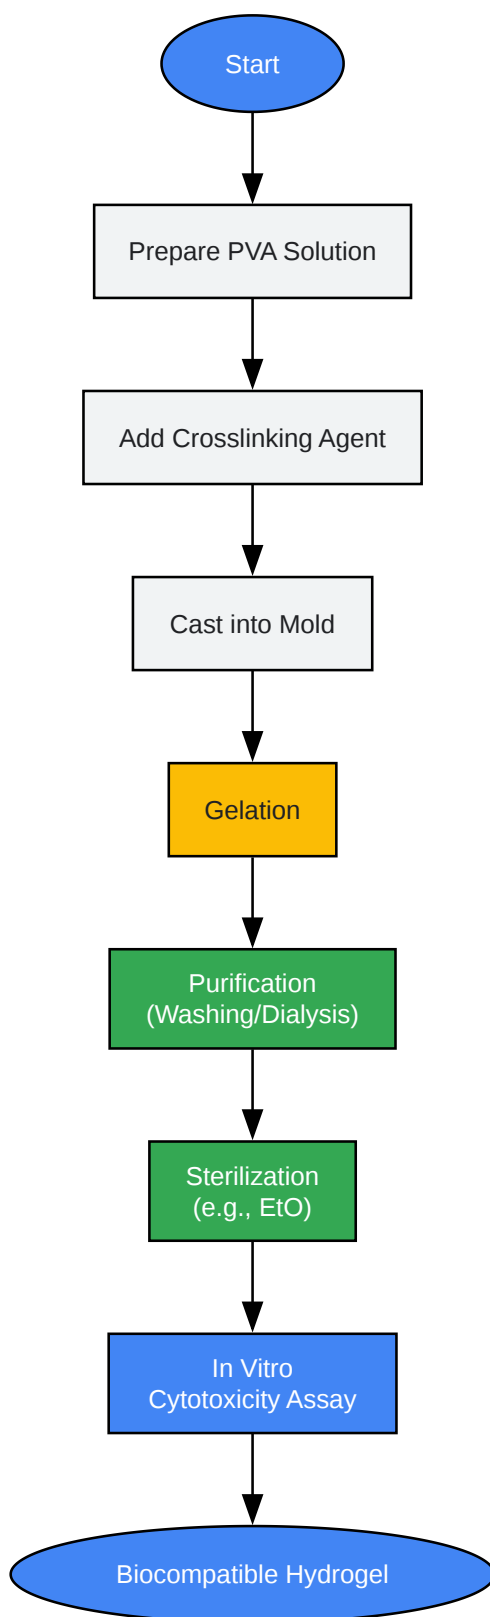 Start
Prepare PVA Solution
Add Crosslinking Agent
Cast into Mold
Gelation
Purification
(Washing/Dialysis)
Sterilization
(e.g., EtO)
In Vitro
Cytotoxicity Assay
Biocompatible Hydrogel